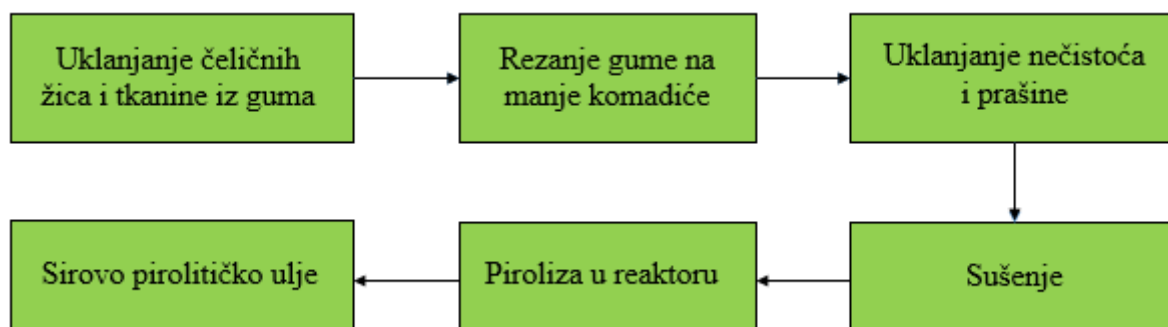 Uklanjanje čeličnih
žica i tkanine iz guma
Rezanje gume na
manje komadiće
Uklanjanje nečistoća
i prašine
Sušenje
Piroliza u reaktoru
Sirovo pirolitičko ulje